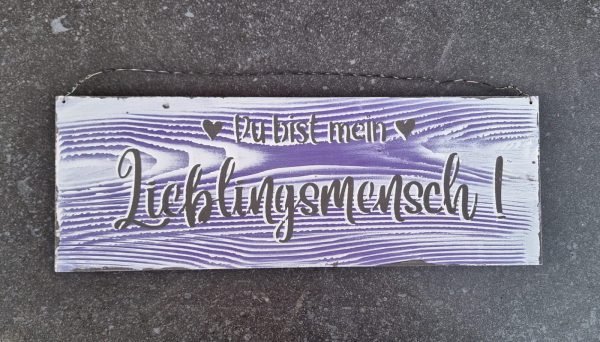 Du bist mein
Lieblingsmensch !